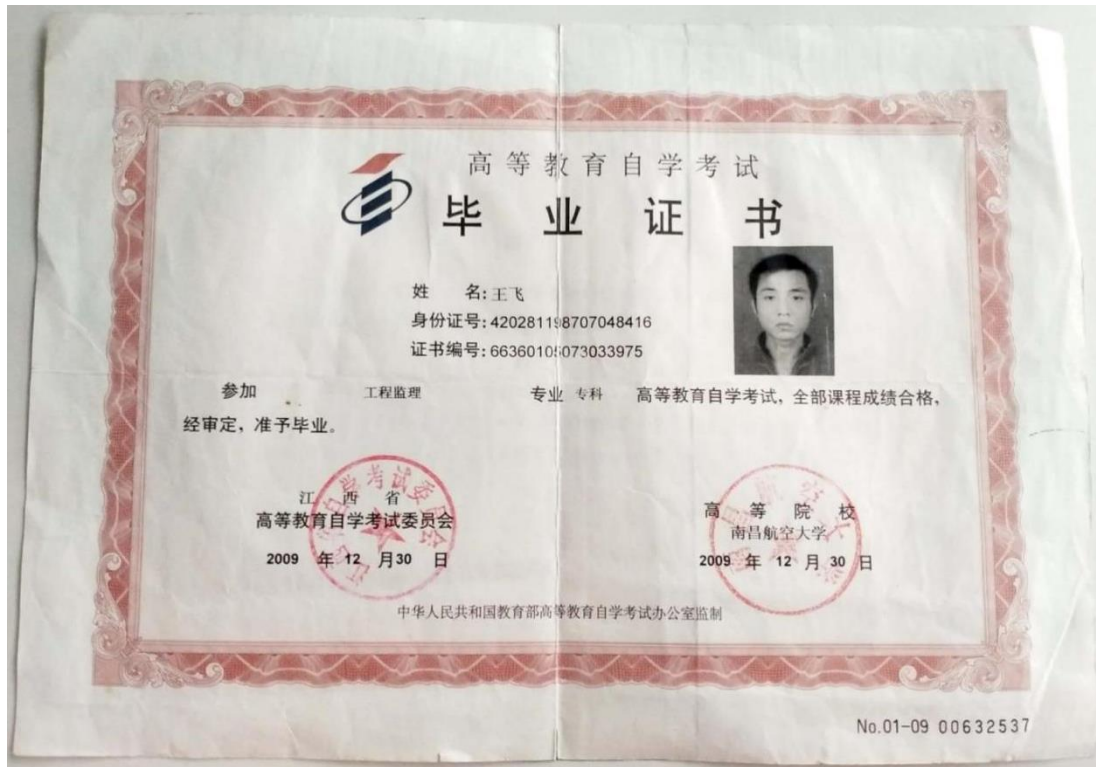 高等教育自学考试
毕业证书
姓 名:王飞
身份证号:420281198707048416
证书编号:66360105073033975
参加 工程监理 专业 专科 高等教育自学考试，全部课程成绩合格，
经审定，准予毕业。
江西省
高等教育自学考试委员会
2009 年 12 月30 日
高等院校
南昌航空大学
2009 年 12 月 30 日
中华人民共和国教育部高等教育自学考试办公室监制
No.01-09 00632537